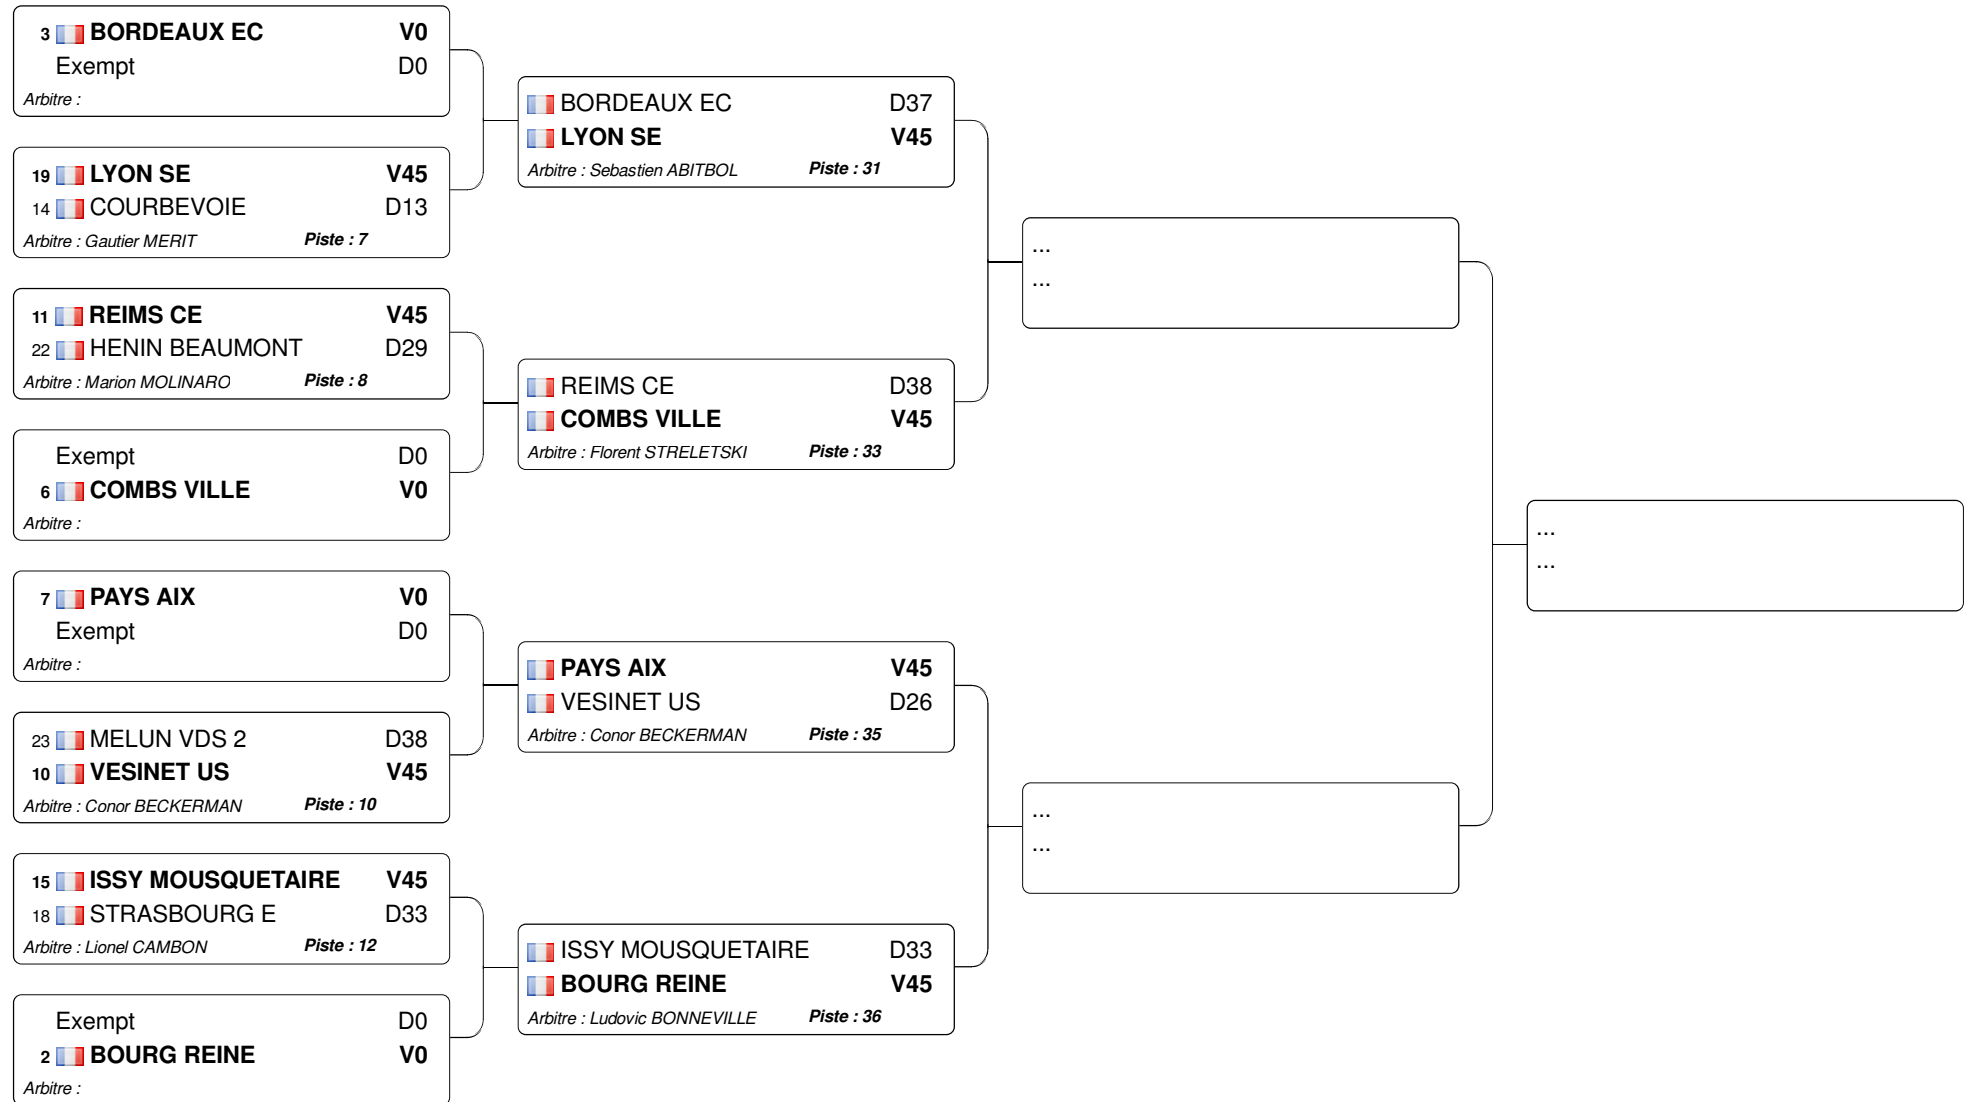 3 BORDEAUX EC V0
Exempt D0
Arbitre :
19 LYON SE V45
14 COURBEVOIE D13
Arbitre : Gautier MERIT Piste : 7
11 REIMS CE V45
22 HENIN BEAUMONT D29
Arbitre : Marion MOLINARO Piste : 8
Exempt D0
6 COMBS VILLE V0
Arbitre :
7 PAYS AIX V0
Exempt D0
Arbitre :
23 MELUN VDS 2 D38
10 VESINET US V45
Arbitre : Conor BECKERMAN Piste : 10
15 ISSY MOUSQUETAIRE V45
18 STRASBOURG E D33
Arbitre : Lionel CAMBON Piste : 12
Exempt D0
2 BOURG REINE V0
Arbitre :
BORDEAUX EC D37
LYON SE V45
Arbitre : Sebastien ABITBOL Piste : 31
REIMS CE D38
COMBS VILLE V45
Arbitre : Florent STRELETSKI Piste : 33
PAYS AIX V45
VESINET US D26
Arbitre : Conor BECKERMAN Piste : 35
ISSY MOUSQUETAIRE D33
BOURG REINE V45
Arbitre : Ludovic BONNEVILLE Piste : 36
...
...
...
...
...
...